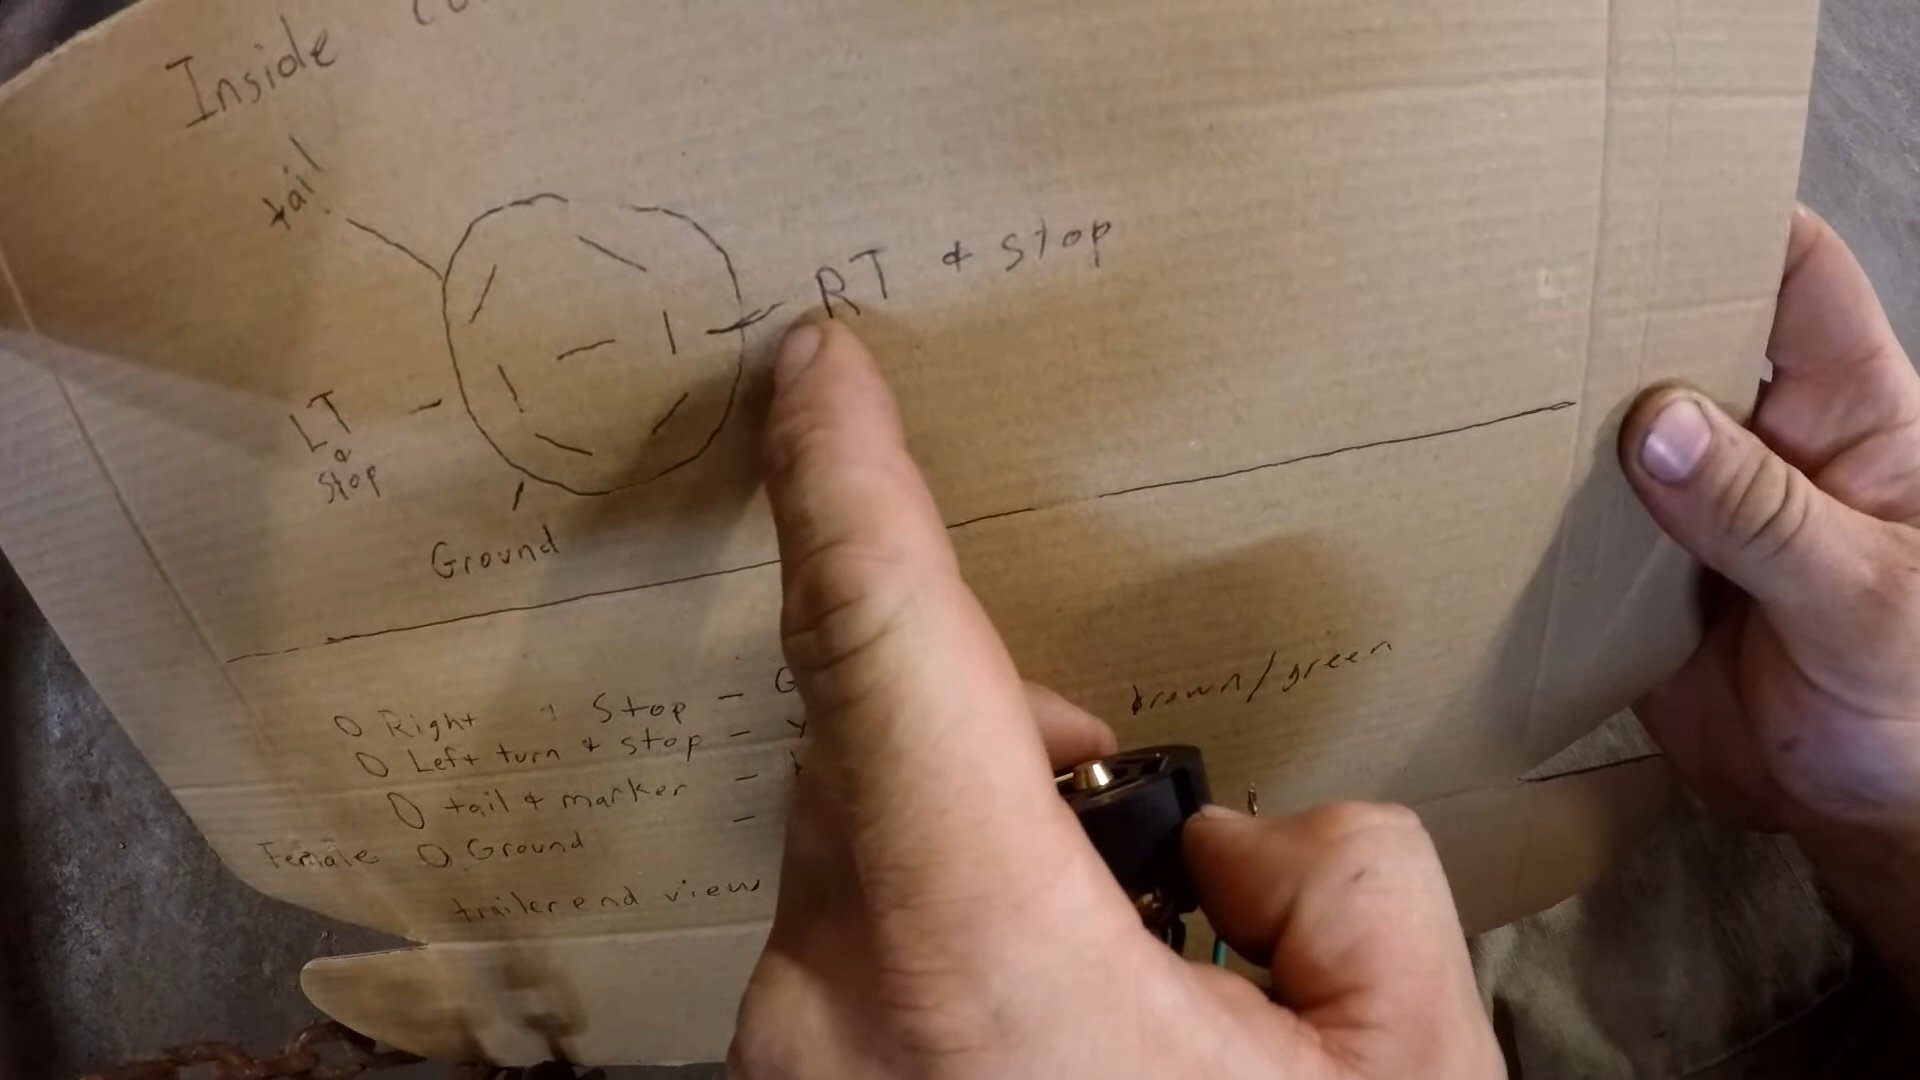 Inside
tail
RT & stop
LT
&
stop
Ground
brown/green
O Right & Stop - G
O Left turn & stop - Y
O tail & marker -
Female O Ground -
trailer end view